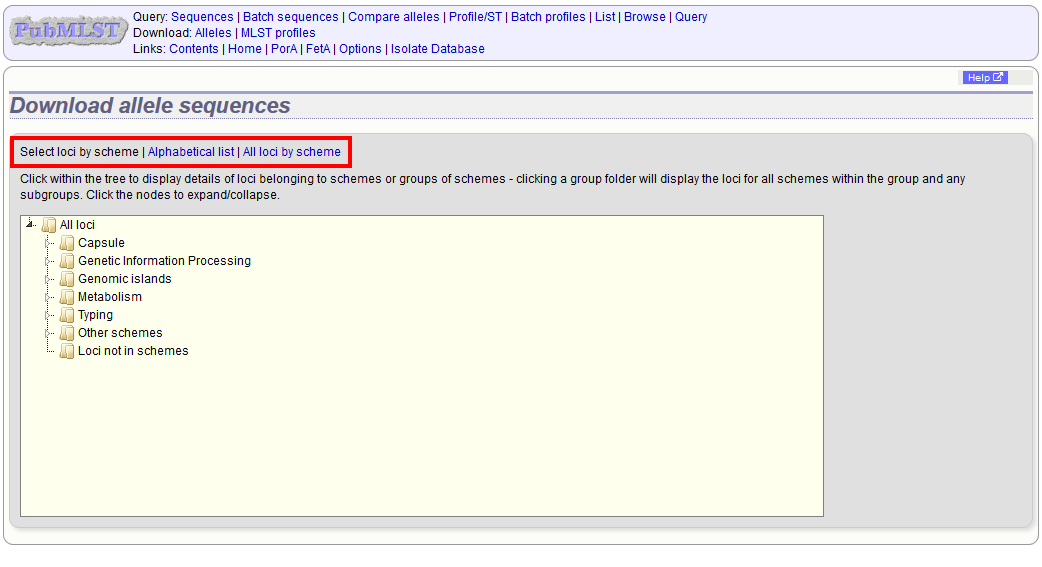 PubMLST
Query: Sequences | Batch sequences | Compare alleles | Profile/ST | Batch profiles | List | Browse | Query
Download: Alleles | MLST profiles
Links: Contents | Home | PorA | FetA | Options | Isolate Database
Help
Download allele sequences
Select loci by scheme | Alphabetical list | All loci by scheme
Click within the tree to display details of loci belonging to schemes or groups of schemes - clicking a group folder will display the loci for all schemes within the group and any
subgroups. Click the nodes to expand/collapse.
All loci
Capsule
Genetic Information Processing
Genomic islands
Metabolism
Typing
Other schemes
Loci not in schemes